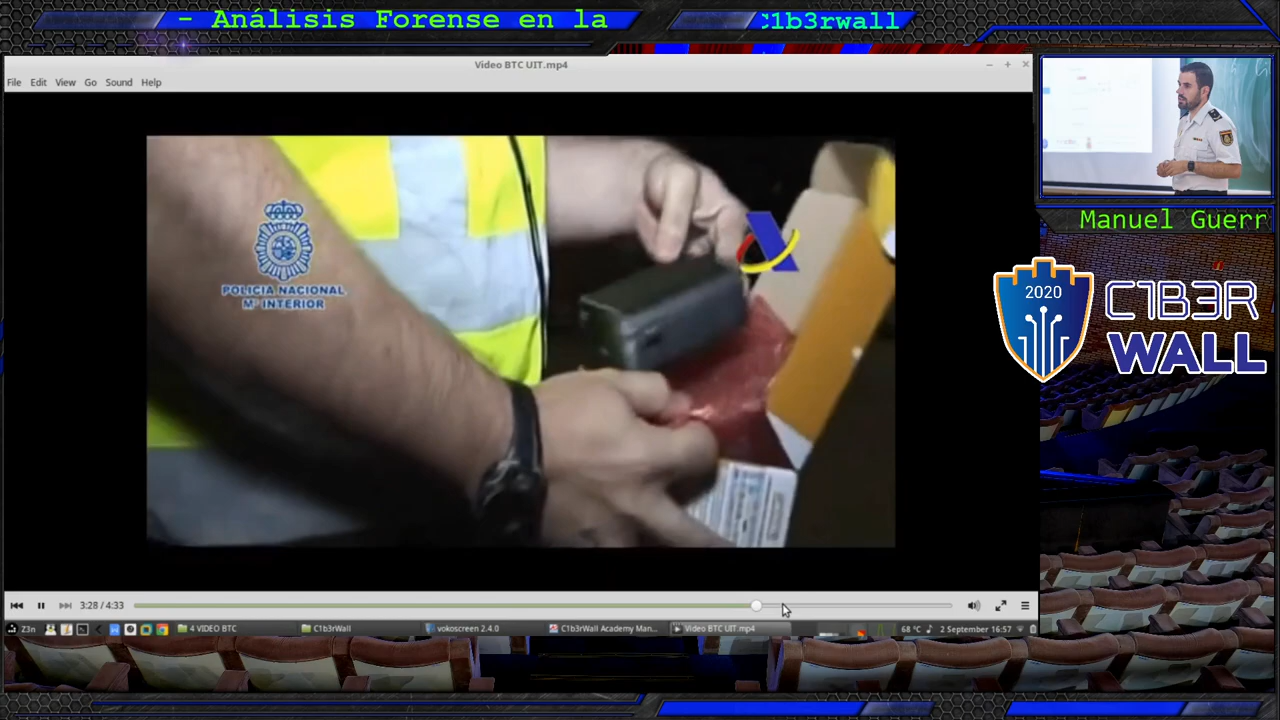 - Análisis Forense en la
C1b3rwall
Video BTC UIT.mp4
File Edit View Go Sound Help
POLICIA NACIONAL
Mº INTERIOR
Manuel Guerr
2020
C1B3R
WALL
3:28 / 4:33
Z3n
4 VIDEO BTC
C1b3rWall
vokoscreen 2.4.0
C1b3rWall Academy Man...
Video BTC UIT.mp4
68 °C
2 September 16:57